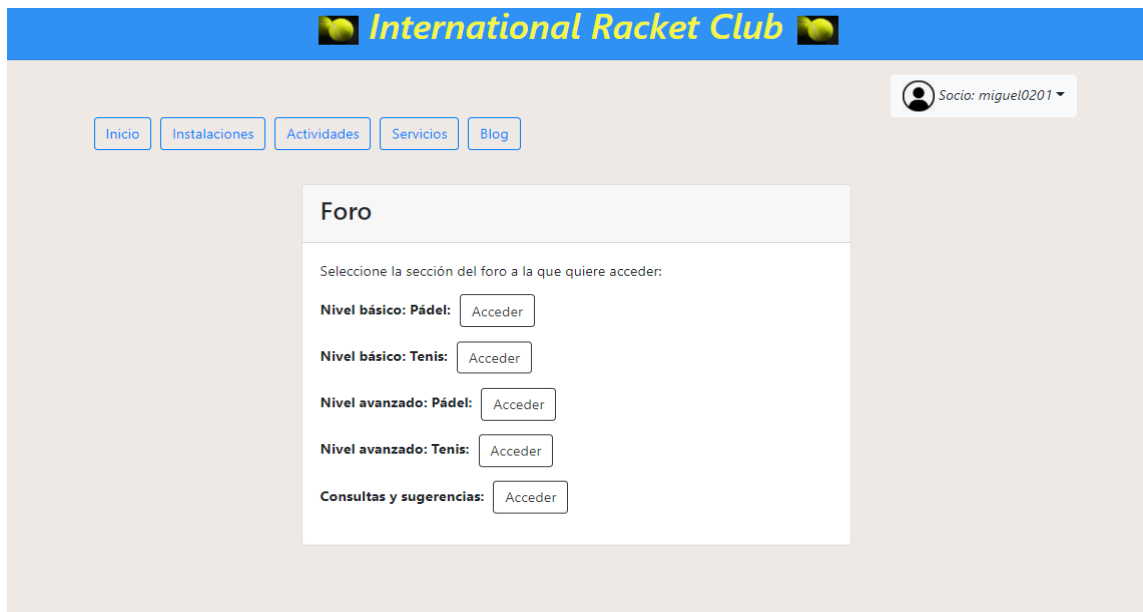 International Racket Club
Socio: miguel0201
Inicio Instalaciones Actividades Servicios Blog
Foro
Seleccione la sección del foro a la que quiere acceder:
Nivel básico: Pádel: Acceder
Nivel básico: Tenis: Acceder
Nivel avanzado: Pádel: Acceder
Nivel avanzado: Tenis: Acceder
Consultas y sugerencias: Acceder